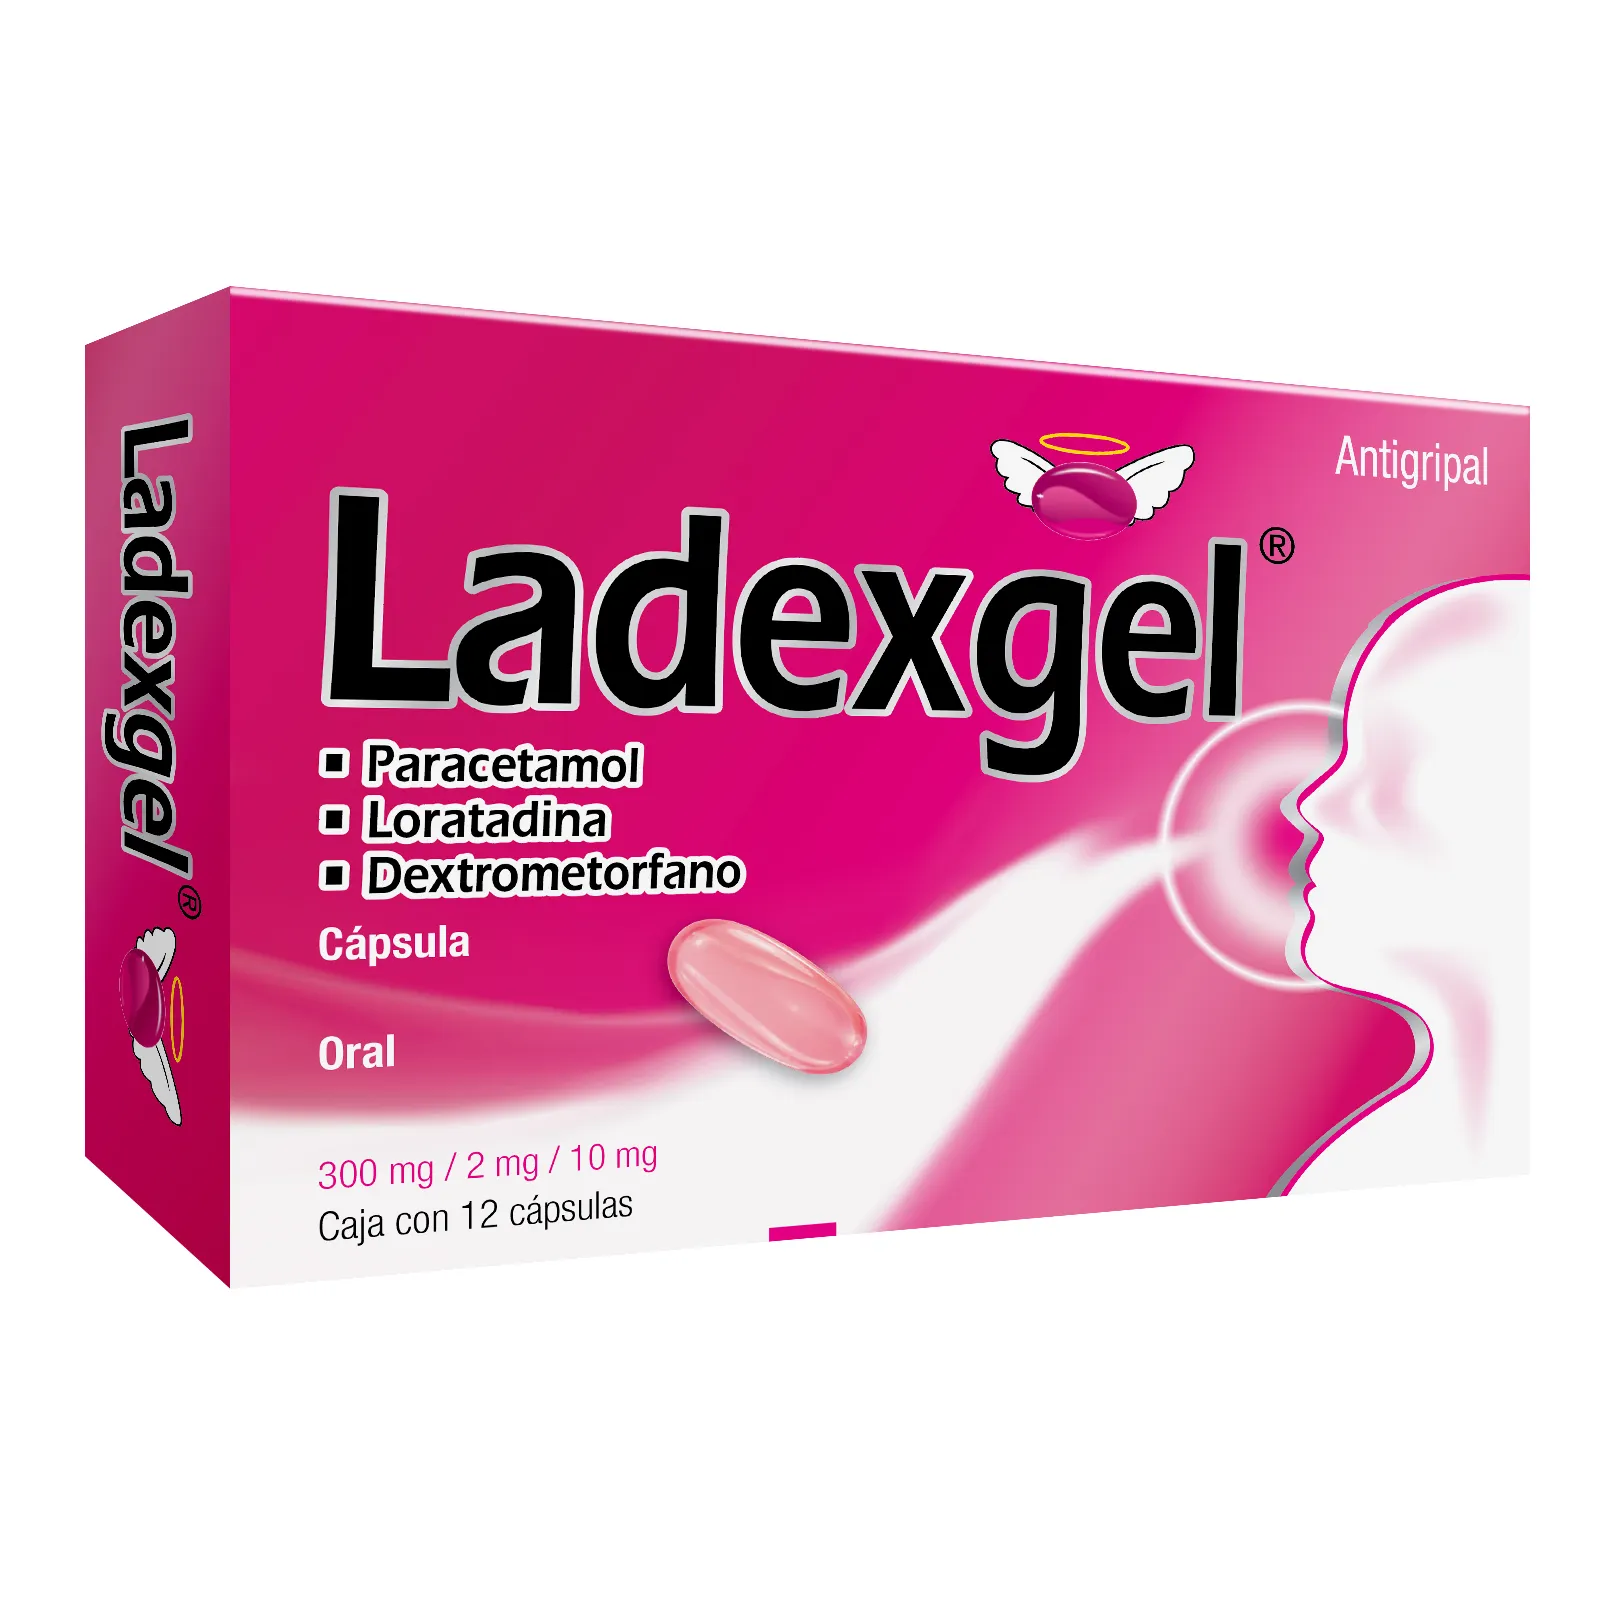 Ladexgel®
Antigripal
Ladexgel®
Paracetamol
Loratadina
Dextrometorfano
Cápsula
Oral
300 mg / 2 mg / 10 mg
Caja con 12 cápsulas